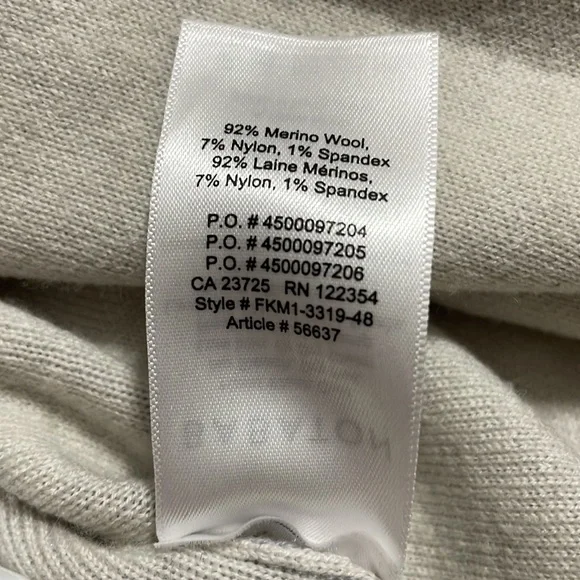 92% Merino Wool,
7% Nylon, 1% Spandex
92% Laine Mérinos,
7% Nylon, 1% Spandex
P.O. # 4500097204
P.O. # 4500097205
P.O. # 4500097206
CA 23725 RN 122354
Style # FKM1-3319-48
Article # 56637
BABATON